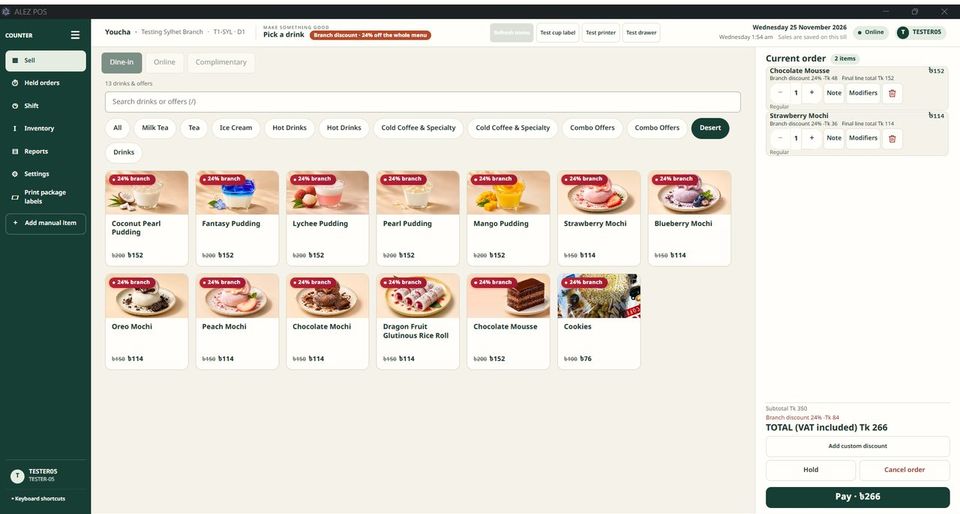 ALEZ POS
COUNTER
Sell
Held orders
Shift
Inventory
Reports
Settings
Print package labels
+ Add manual item
T
TESTER05
TESTER-05
• Keyboard shortcuts
Youcha • Testing Sylhet Branch • T1-SYL • D1
MAKE SOMETHING GOOD
Pick a drink
Branch discount · 24% off the whole menu
Refresh menu
Test cup label
Test printer
Test drawer
Wednesday 25 November 2026
Wednesday 1:54 am Sales are saved on this till
Online
T TESTER05
Dine-in
Online
Complimentary
13 drinks & offers
Search drinks or offers (/)
All
Milk Tea
Tea
Ice Cream
Hot Drinks
Hot Drinks
Cold Coffee & Specialty
Cold Coffee & Specialty
Combo Offers
Combo Offers
Desert
Drinks
24% branch
Coconut Pearl Pudding
৳200 ৳152
24% branch
Fantasy Pudding
৳200 ৳152
24% branch
Lychee Pudding
৳200 ৳152
24% branch
Pearl Pudding
৳200 ৳152
24% branch
Mango Pudding
৳200 ৳152
24% branch
Strawberry Mochi
৳150 ৳114
24% branch
Blueberry Mochi
৳150 ৳114
24% branch
Oreo Mochi
৳150 ৳114
24% branch
Peach Mochi
৳150 ৳114
24% branch
Chocolate Mochi
৳150 ৳114
24% branch
Dragon Fruit Glutinous Rice Roll
৳150 ৳114
24% branch
Chocolate Mousse
৳200 ৳152
24% branch
Cookies
৳100 ৳76
Current order 2 items
Chocolate Mousse ৳152
Branch discount 24% -Tk 48 Final line total Tk 152
− 1 + Note Modifiers
Regular
Strawberry Mochi ৳114
Branch discount 24% -Tk 36 Final line total Tk 114
− 1 + Note Modifiers
Regular
Subtotal Tk 350
Branch discount 24% -Tk 84
TOTAL (VAT included) Tk 266
Add custom discount
Hold
Cancel order
Pay · ৳266